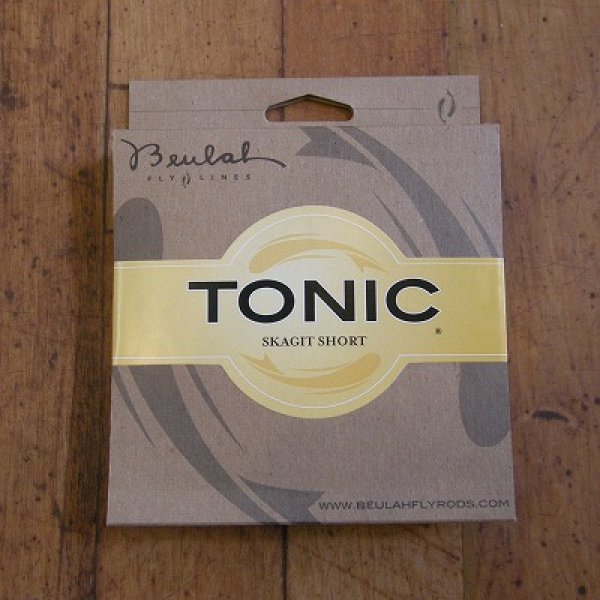 Beulah
FLY LINES
TONIC
®
SKAGIT SHORT
WWW.BEULAHFLYRODS.COM